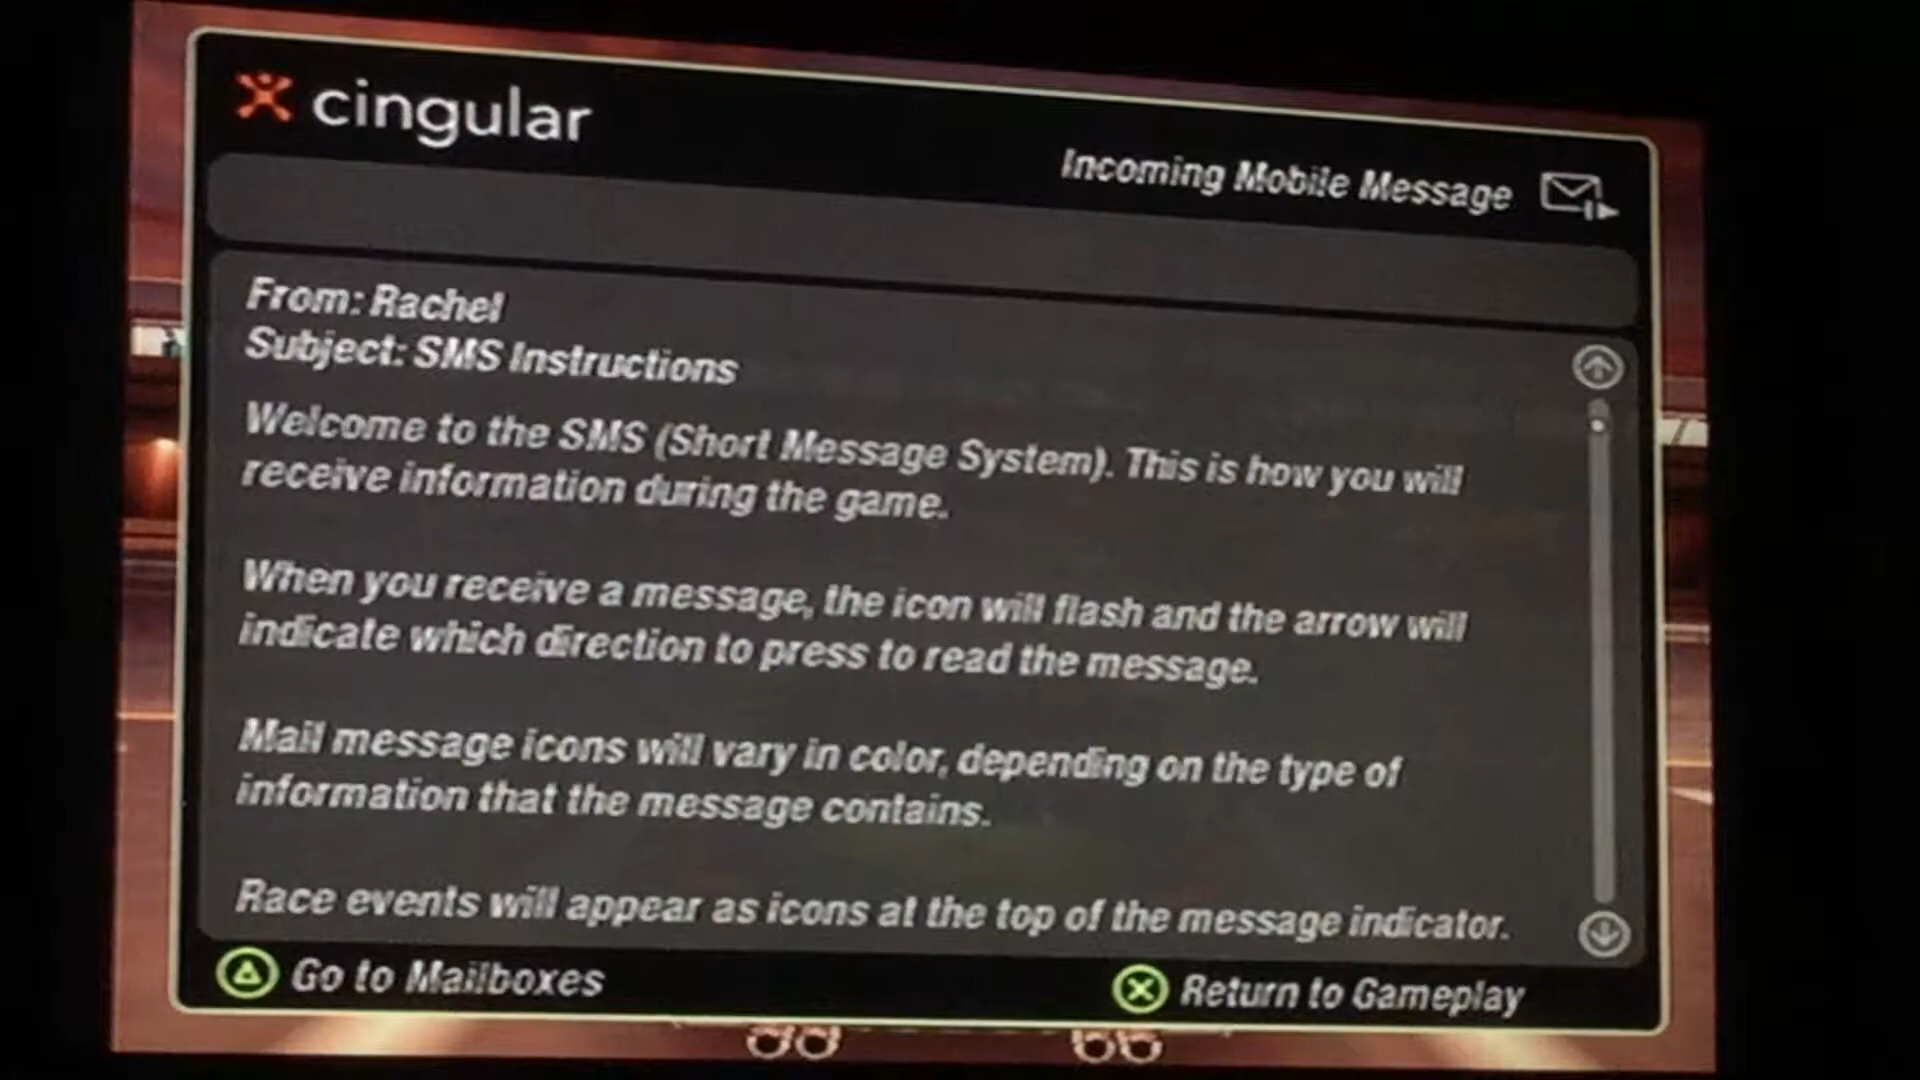 cingular
Incoming Mobile Message
From: Rachel
Subject: SMS Instructions
Welcome to the SMS (Short Message System). This is how you will
receive information during the game.
When you receive a message, the icon will flash and the arrow will
indicate which direction to press to read the message.
Mail message icons will vary in color, depending on the type of
information that the message contains.
Race events will appear as icons at the top of the message indicator.
Go to Mailboxes
Return to Gameplay